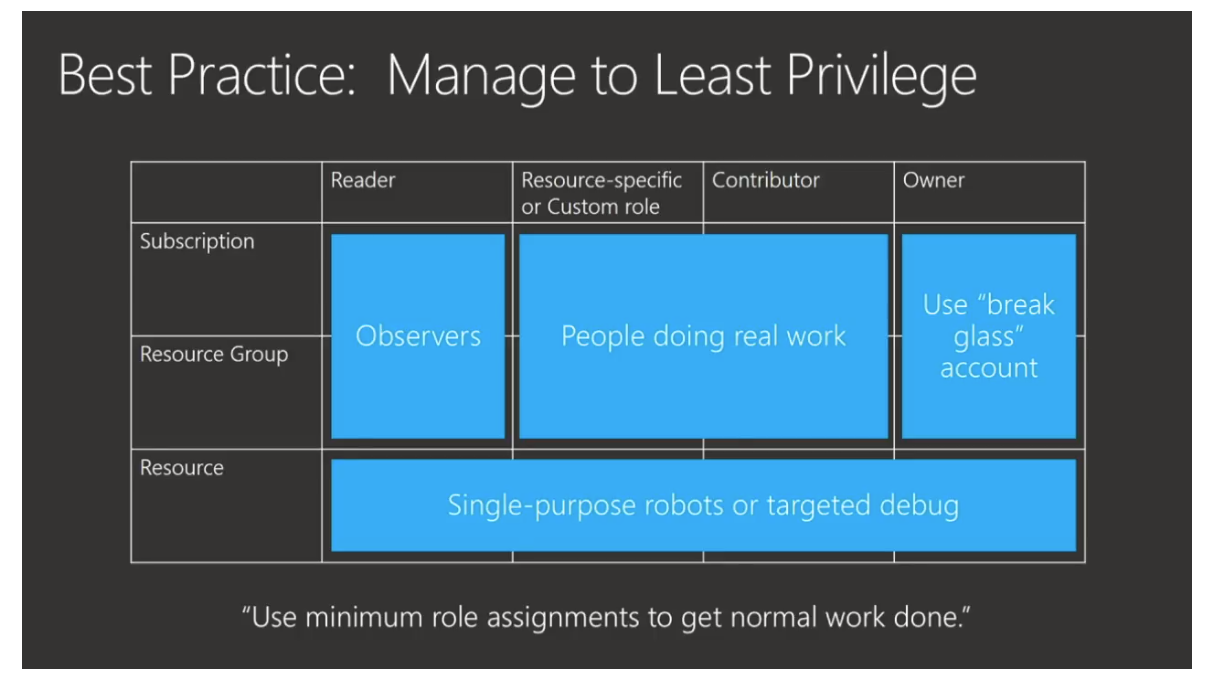 Best Practice:  Manage to Least Privilege
Reader
Resource-specific
or Custom role
Contributor
Owner
Subscription
Resource Group
Resource
Observers
People doing real work
Use “break
glass”
account
Single-purpose robots or targeted debug
“Use minimum role assignments to get normal work done.”